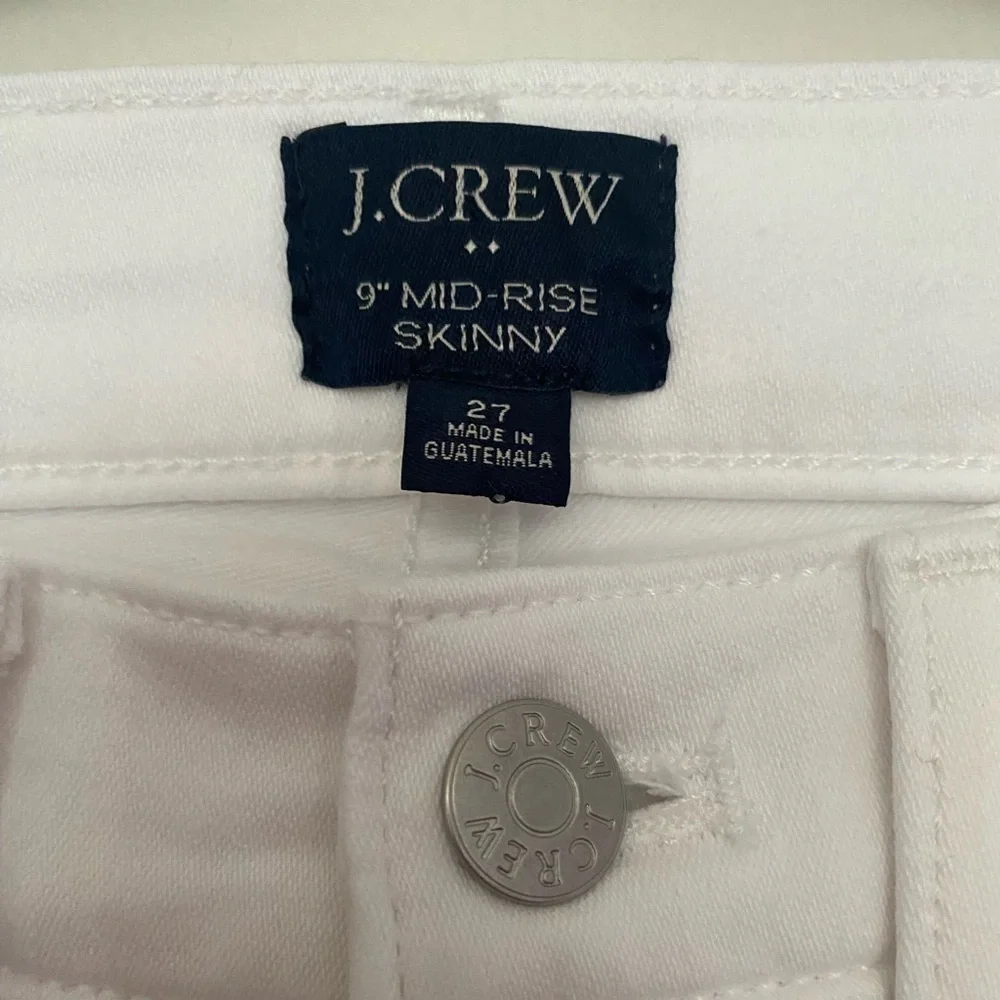 J.CREW
9" MID-RISE
SKINNY
27
MADE IN
GUATEMALA
J.CREW J.CREW